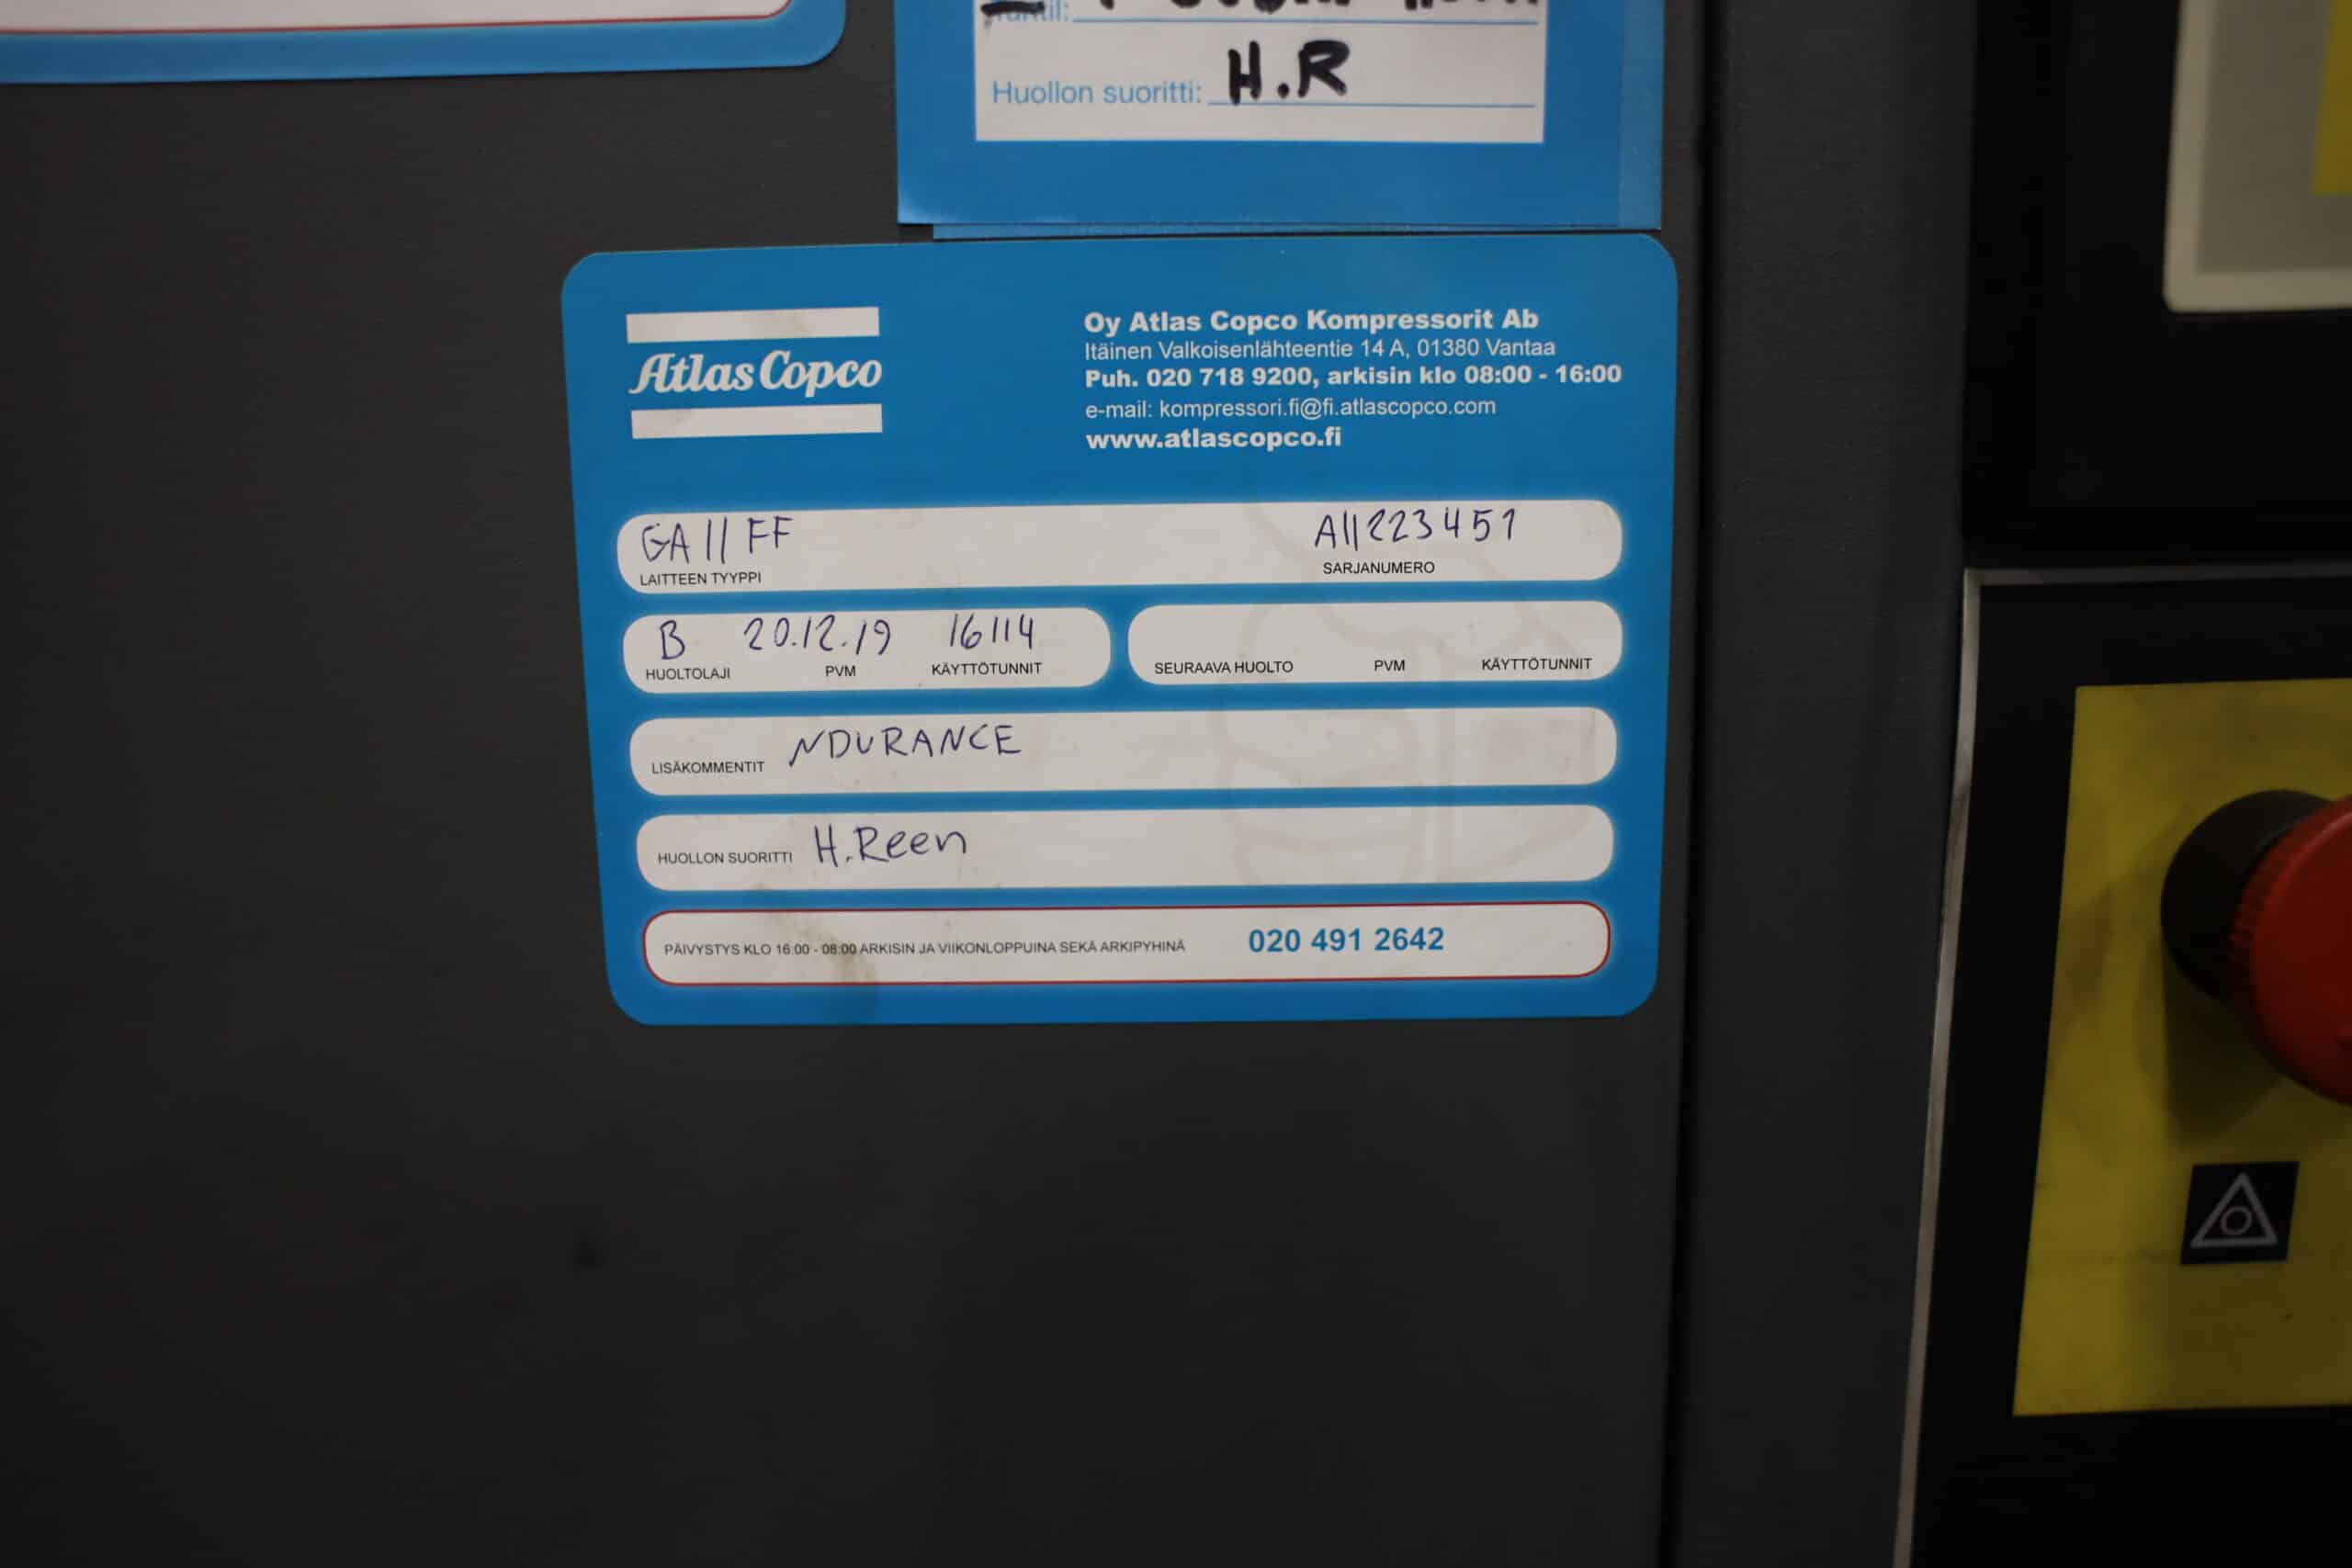 Huollon suoritti: H.R
Atlas Copco
Oy Atlas Copco Kompressorit Ab
Itäinen Valkoisenlähteentie 14 A, 01380 Vantaa
Puh. 020 718 9200, arkisin klo 08:00 - 16:00
e-mail: kompressori.fi@fi.atlascopco.com
www.atlascopco.fi
GA11 FF A11223451
LAITTEEN TYYPPI SARJANUMERO
B 20.12.19 16114
HUOLTOLAJI PVM KÄYTTÖTUNNIT SEURAAVA HUOLTO PVM KÄYTTÖTUNNIT
LISÄKOMMENTIT NDURANCE
HUOLLON SUORITTI H.Reen
PÄIVYSTYS KLO 16:00 - 08:00 ARKISIN JA VIIKONLOPPUINA SEKÄ ARKIPYHINÄ 020 491 2642